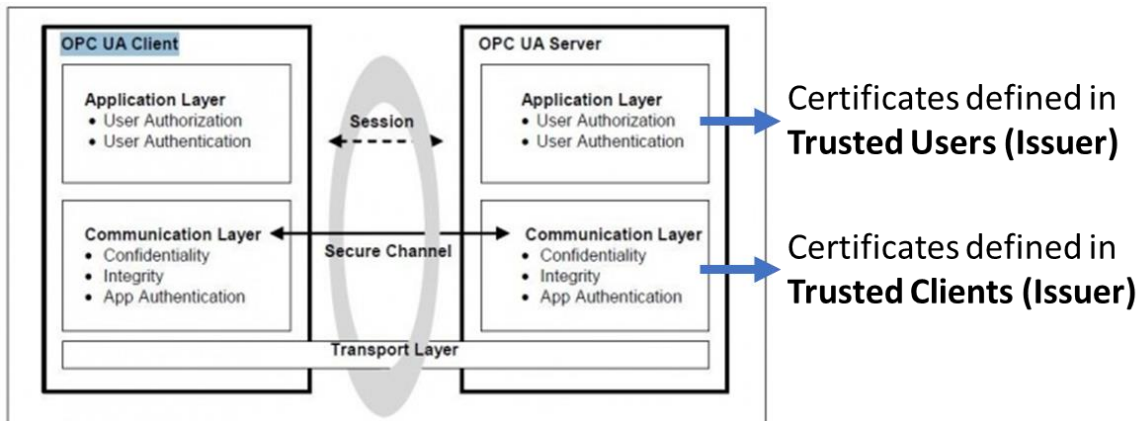 OPC UA Client
Application Layer
• User Authorization
• User Authentication
Communication Layer
• Confidentiality
• Integrity
• App Authentication
Session
Secure Channel
Transport Layer
OPC UA Server
Application Layer
• User Authorization
• User Authentication
Communication Layer
• Confidentiality
• Integrity
• App Authentication
Certificates defined in
Trusted Users (Issuer)
Certificates defined in
Trusted Clients (Issuer)